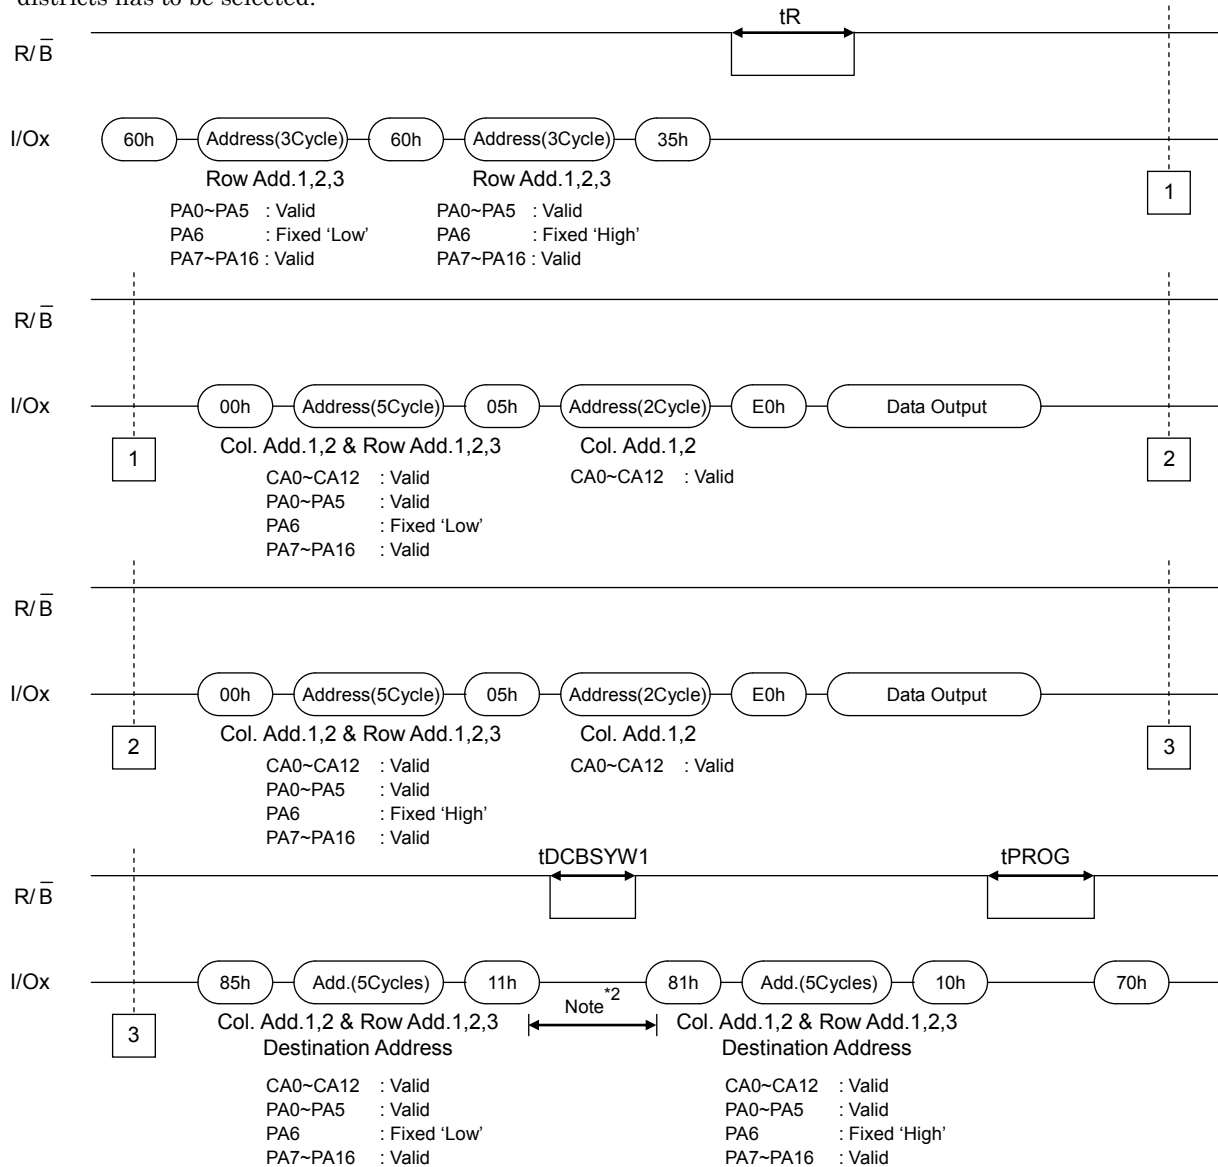 districts has to be selected.
tR
R/B̅
I/Ox
60h Address(3Cycle) 60h Address(3Cycle) 35h
Row Add.1,2,3 Row Add.1,2,3
1
PA0~PA5 : Valid PA0~PA5 : Valid
PA6 : Fixed ‘Low’ PA6 : Fixed ‘High’
PA7~PA16 : Valid PA7~PA16 : Valid
R/B̅
I/Ox
00h Address(5Cycle) 05h Address(2Cycle) E0h Data Output
Col. Add.1,2 & Row Add.1,2,3 Col. Add.1,2
1 2
CA0~CA12 : Valid CA0~CA12 : Valid
PA0~PA5 : Valid
PA6 : Fixed ‘Low’
PA7~PA16 : Valid
R/B̅
I/Ox
00h Address(5Cycle) 05h Address(2Cycle) E0h Data Output
Col. Add.1,2 & Row Add.1,2,3 Col. Add.1,2
2 3
CA0~CA12 : Valid CA0~CA12 : Valid
PA0~PA5 : Valid
PA6 : Fixed ‘High’
PA7~PA16 : Valid
tDCBSYW1 tPROG
R/B̅
I/Ox
85h Add.(5Cycles) 11h 81h Add.(5Cycles) 10h 70h
Note*2
Col. Add.1,2 & Row Add.1,2,3 Col. Add.1,2 & Row Add.1,2,3
3
Destination Address Destination Address
CA0~CA12 : Valid CA0~CA12 : Valid
PA0~PA5 : Valid PA0~PA5 : Valid
PA6 : Fixed ‘Low’ PA6 : Fixed ‘High’
PA7~PA16 : Valid PA7~PA16 : Valid